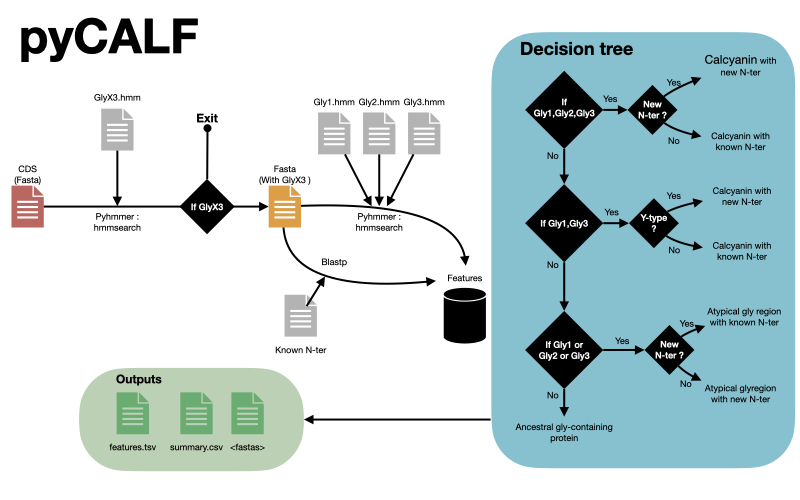 pyCALF
GlyX3.hmm
Exit
CDS
(Fasta)
Pyhmmer :
hmmsearch
If GlyX3
Fasta
(With GlyX3 )
Gly1.hmm
Gly2.hmm
Gly3.hmm
Pyhmmer :
hmmsearch
Blastp
Known N-ter
Features
Decision tree
If
Gly1,Gly2,Gly3
Yes
New
N-ter ?
Yes
Calcyanin with
new N-ter
No
Calcyanin with
known N-ter
No
If Gly1,Gly3
Yes
Y-type
?
Yes
Calcyanin with
new N-ter
No
Calcyanin with
known N-ter
No
If Gly1 or
Gly2 or Gly3
Yes
New
N-ter ?
Yes
Atypical gly region
with known N-ter
No
Atypical glyregion
with new N-ter
No
Ancestral gly-containing
protein
Outputs
features.tsv
summary.csv
<fastas>